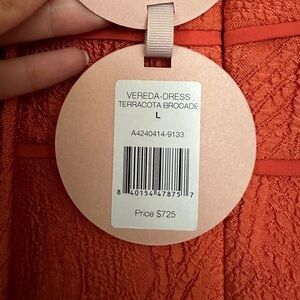 VEREDA-DRESS
TERRACOTA BROCADE
L
A4240414-9133
8 40154 47875 7
Price $725